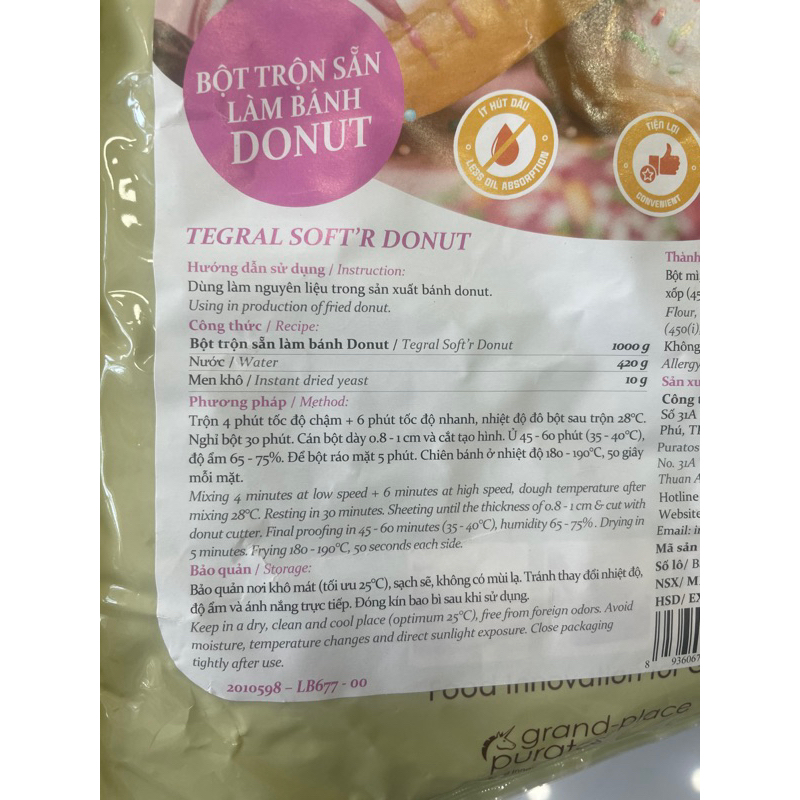 BỘT TRỘN SẴN
LÀM BÁNH
DONUT
ÍT HÚT DẦU
LESS OIL ABSORPTION
TIỆN LỢI
CONVENIENT
TEGRAL SOFT'R DONUT
Hướng dẫn sử dụng / Instruction:
Dùng làm nguyên liệu trong sản xuất bánh donut.
Using in production of fried donut.
Công thức / Recipe:
Bột trộn sẵn làm bánh Donut / Tegral Soft'r Donut 1000 g
Nước / Water 420 g
Men khô / Instant dried yeast 10 g
Phương pháp / Method:
Trộn 4 phút tốc độ chậm + 6 phút tốc độ nhanh, nhiệt độ đô bột sau trộn 28°C.
Nghỉ bột 30 phút. Cán bột dày 0.8 - 1 cm và cắt tạo hình. Ủ 45 - 60 phút (35 - 40°C),
độ ẩm 65 - 75%. Để bột ráo mặt 5 phút. Chiên bánh ở nhiệt độ 180 - 190°C, 50 giây
mỗi mặt.
Mixing 4 minutes at low speed + 6 minutes at high speed, dough temperature after
mixing 28°C. Resting in 30 minutes. Sheeting until the thickness of 0.8 - 1 cm & cut with
donut cutter. Final proofing in 45 - 60 minutes (35 - 40°C), humidity 65 - 75% . Drying in
5 minutes. Frying 180 - 190°C, 50 seconds each side.
Bảo quản / Storage:
Bảo quản nơi khô mát (tối ưu 25°C), sạch sẽ, không có mùi lạ. Tránh thay đổi nhiệt độ,
độ ẩm và ánh nắng trực tiếp. Đóng kín bao bì sau khi sử dụng.
Keep in a dry, clean and cool place (optimum 25°C), free from foreign odors. Avoid
moisture, temperature changes and direct sunlight exposure. Close packaging
tightly after use.
2010598 – LB677 - 00
Thành
Bột mì
xốp (45
Flour,
(450(i)
Không
Allergy
Sản xu
Công t
Số 31A
Phú, Th
Puratos
No. 31A
Thuan A
Hotline
Website
Email: in
Mã sản
Số lô/ B
NSX/ M
HSD/ EX
8 936067
Food Innovation for G
grand-place
purat